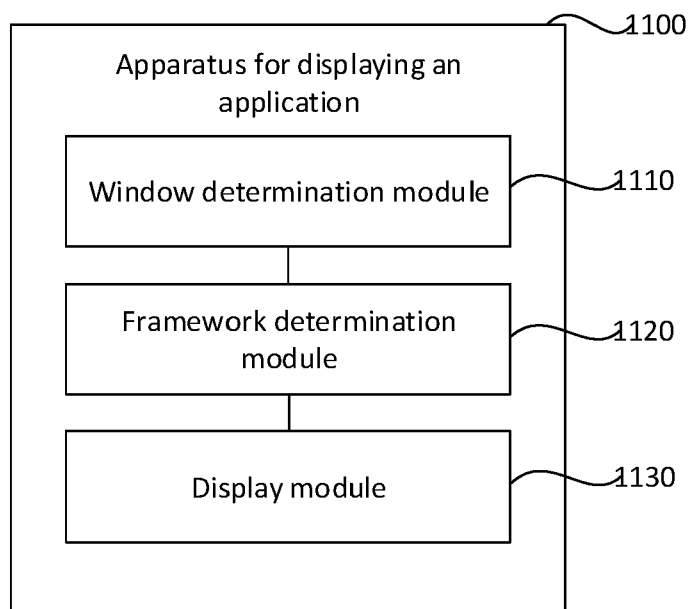 1100
Apparatus for displaying an
application
Window determination module
1110
Framework determination
module
1120
Display module
1130